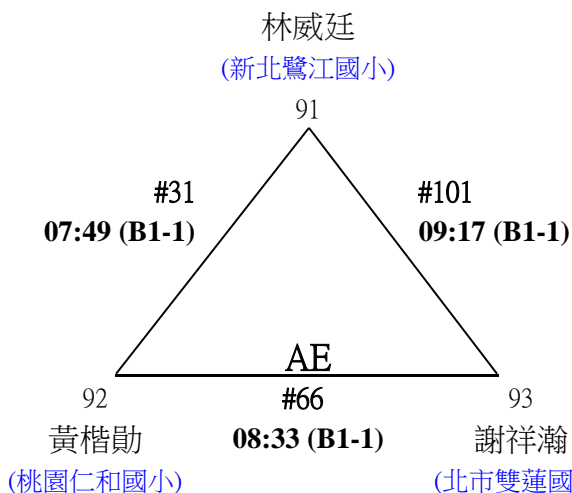 林威廷
(新北鷺江國小)
91
#31
#101
07:49 (B1-1)
09:17 (B1-1)
AE
92
#66
93
黃楷勛
08:33 (B1-1)
謝祥瀚
(桃園仁和國小)
(北市雙蓮國